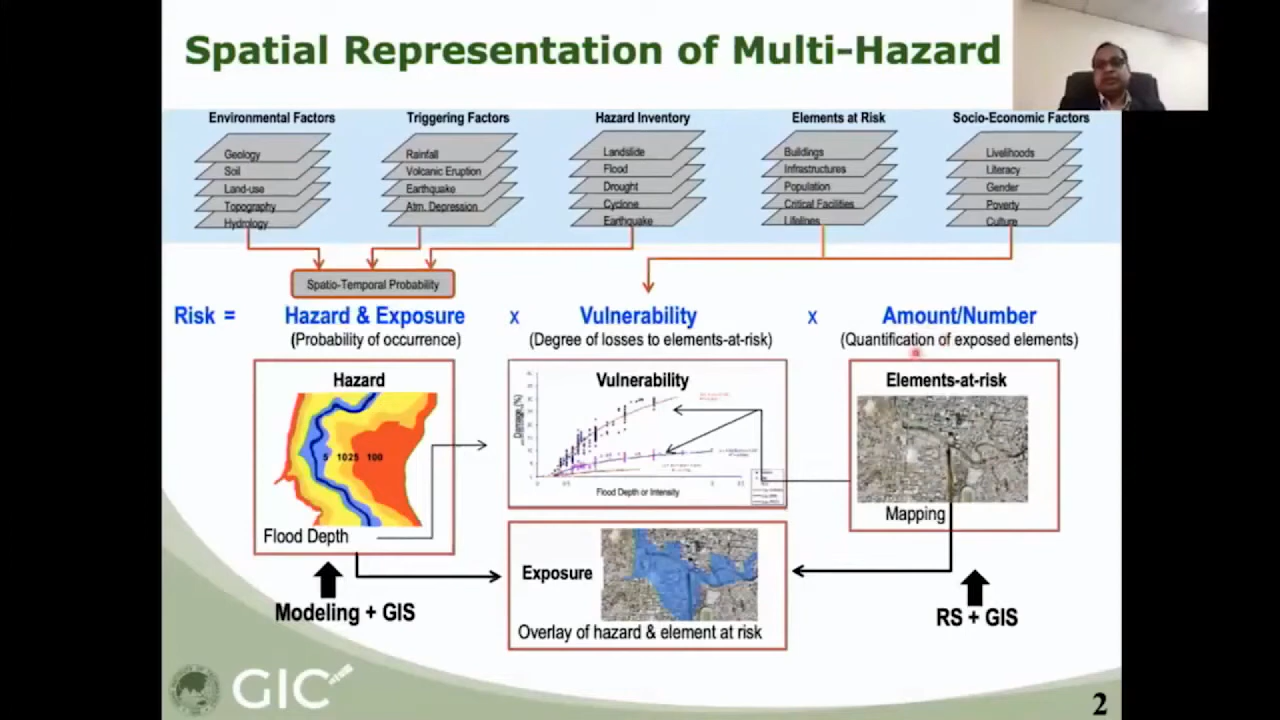 Spatial Representation of Multi-Hazard
Environmental Factors
Geology
Soil
Land-use
Topography
Hydrology
Triggering Factors
Rainfall
Volcanic Eruption
Earthquake
Atm. Depression
Hazard Inventory
Landslide
Flood
Drought
Cyclone
Earthquake
Elements at Risk
Buildings
Infrastructures
Population
Critical Facilities
Lifelines
Socio-Economic Factors
Livelihoods
Literacy
Gender
Poverty
Culture
Spatio-Temporal Probability
Risk = Hazard & Exposure x Vulnerability x Amount/Number
(Probability of occurrence)
(Degree of losses to elements-at-risk)
(Quantification of exposed elements)
Hazard
5 10 25 100
Flood Depth
Modeling + GIS
Vulnerability
Damage (%)
Flood Depth or Intensity
Elements-at-risk
Mapping
Exposure
Overlay of hazard & element at risk
RS + GIS
GIC
2